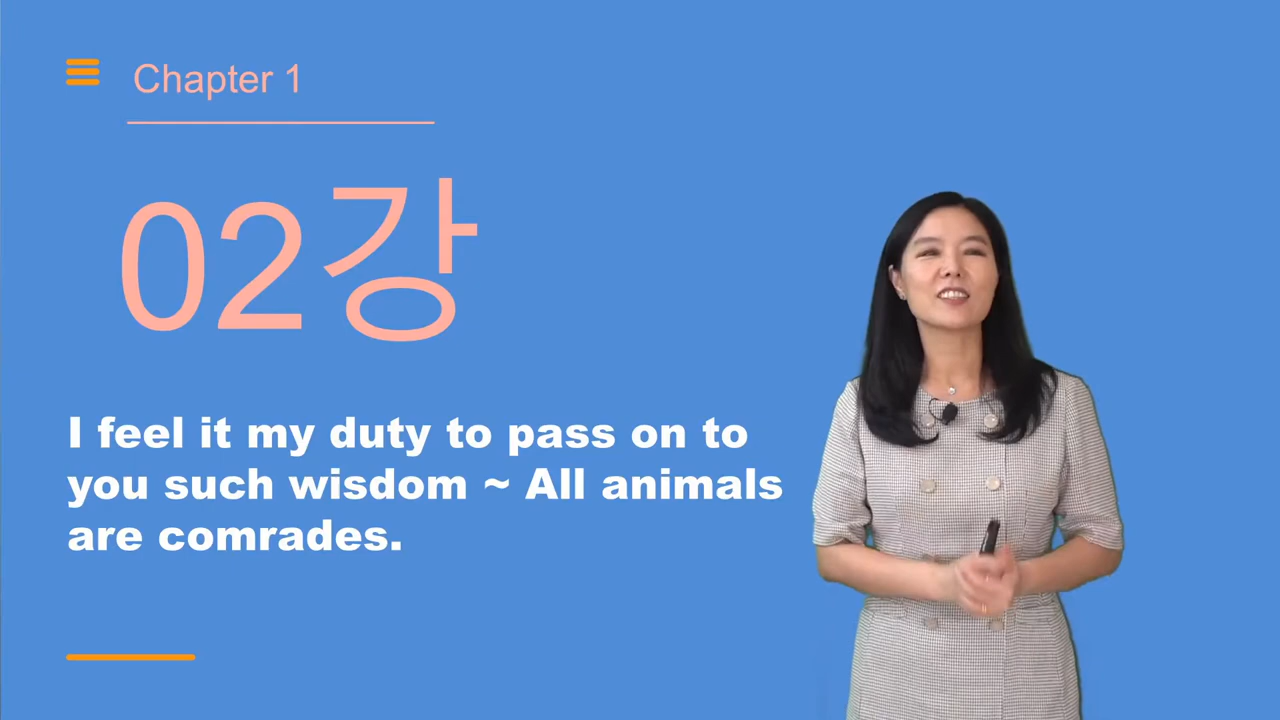 Chapter 1
02강
I feel it my duty to pass on to
you such wisdom ~ All animals
are comrades.